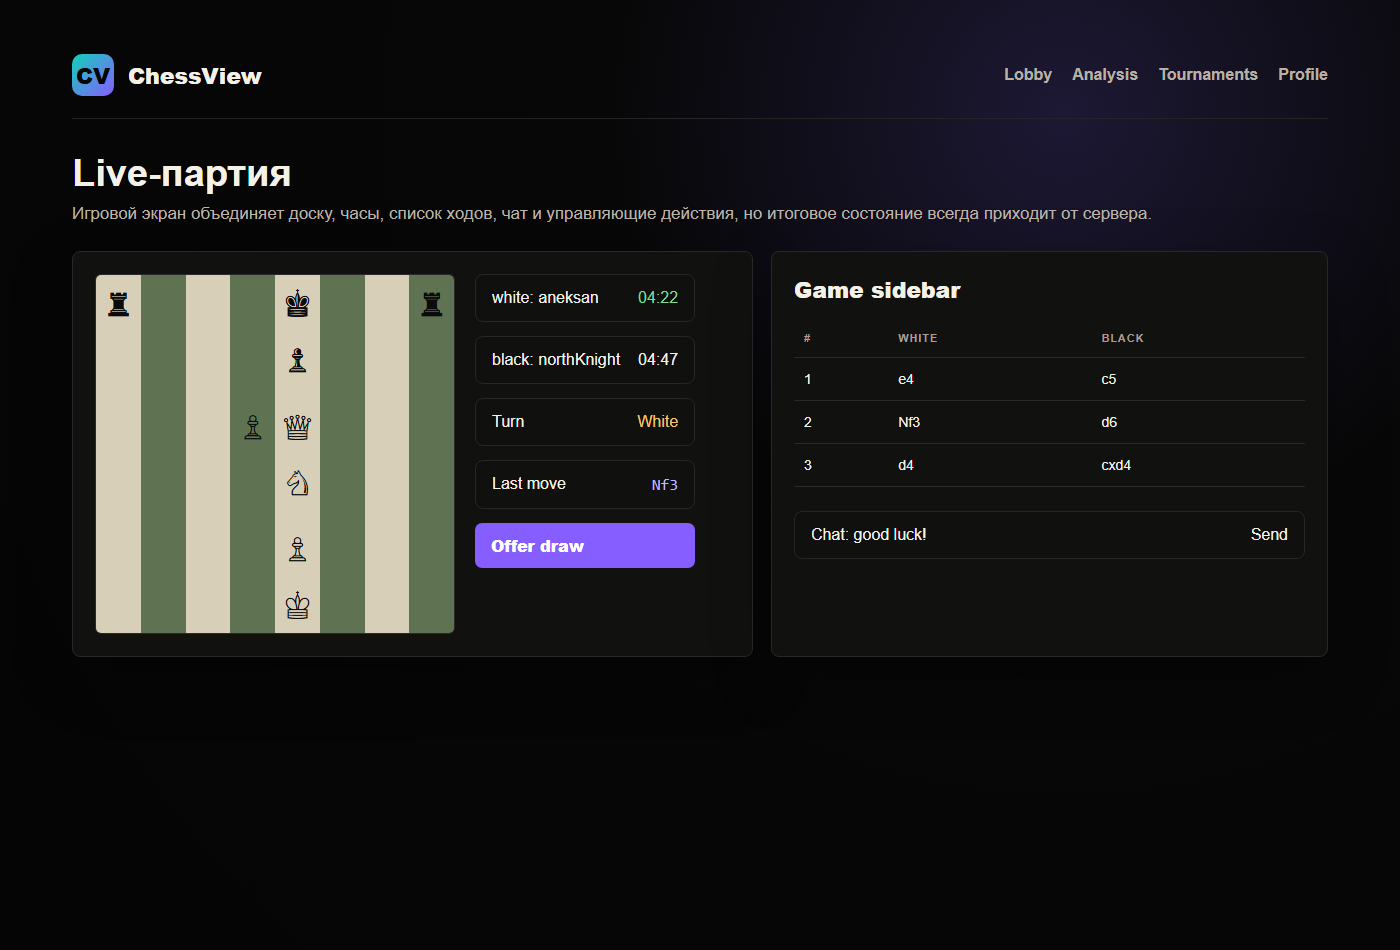 CV ChessView Lobby Analysis Tournaments Profile
Live-партия
Игровой экран объединяет доску, часы, список ходов, чат и управляющие действия, но итоговое состояние всегда приходит от сервера.
white: aneksan 04:22
black: northKnight 04:47
Turn White
Last move Nf3
Offer draw
Game sidebar
# WHITE BLACK
1 e4 c5
2 Nf3 d6
3 d4 cxd4
Chat: good luck! Send